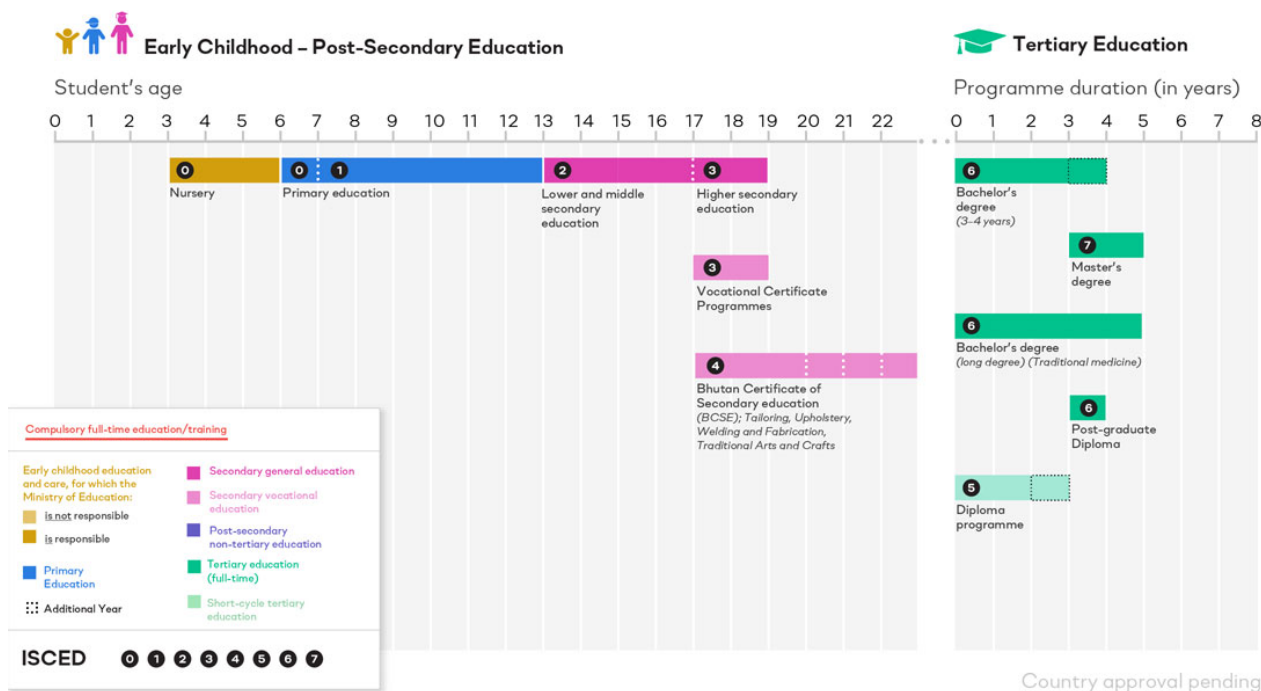 Early Childhood – Post-Secondary Education
Student's age
0 1 2 3 4 5 6 7 8 9 10 11 12 13 14 15 16 17 18 19 20 21 22
0
Nursery
0 1
Primary education
2
Lower and middle
secondary
education
3
Higher secondary
education
3
Vocational Certificate
Programmes
4
Bhutan Certificate of
Secondary education
(BCSE); Tailoring, Upholstery,
Welding and Fabrication,
Traditional Arts and Crafts
Tertiary Education
Programme duration (in years)
0 1 2 3 4 5 6 7 8
6
Bachelor's
degree
(3–4 years)
7
Master's
degree
6
Bachelor's degree
(long degree) (Traditional medicine)
6
Post-graduate
Diploma
5
Diploma
programme
Compulsory full-time education/training
Early childhood education
and care, for which the
Ministry of Education:
is not responsible
is responsible
Primary
Education
Additional Year
Secondary general education
Secondary vocational
education
Post-secondary
non-tertiary education
Tertiary education
(full-time)
Short-cycle tertiary
education
ISCED 0 1 2 3 4 5 6 7
Country approval pending